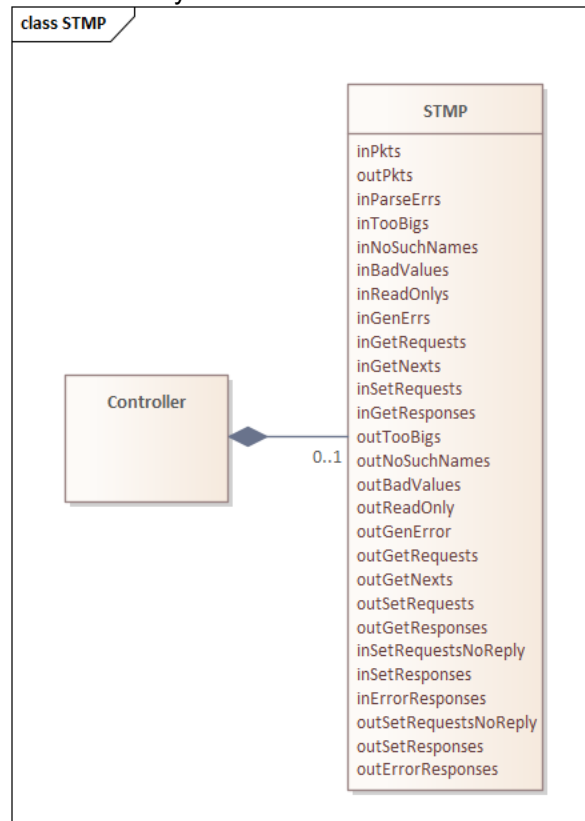 class STMP
STMP
inPkts
outPkts
inParseErrs
inTooBigs
inNoSuchNames
inBadValues
inReadOnlys
inGenErrs
inGetRequests
inGetNexts
inSetRequests
inGetResponses
outTooBigs
outNoSuchNames
outBadValues
outReadOnly
outGenError
outGetRequests
outGetNexts
outSetRequests
outGetResponses
inSetRequestsNoReply
inSetResponses
inErrorResponses
outSetRequestsNoReply
outSetResponses
outErrorResponses
Controller
0..1